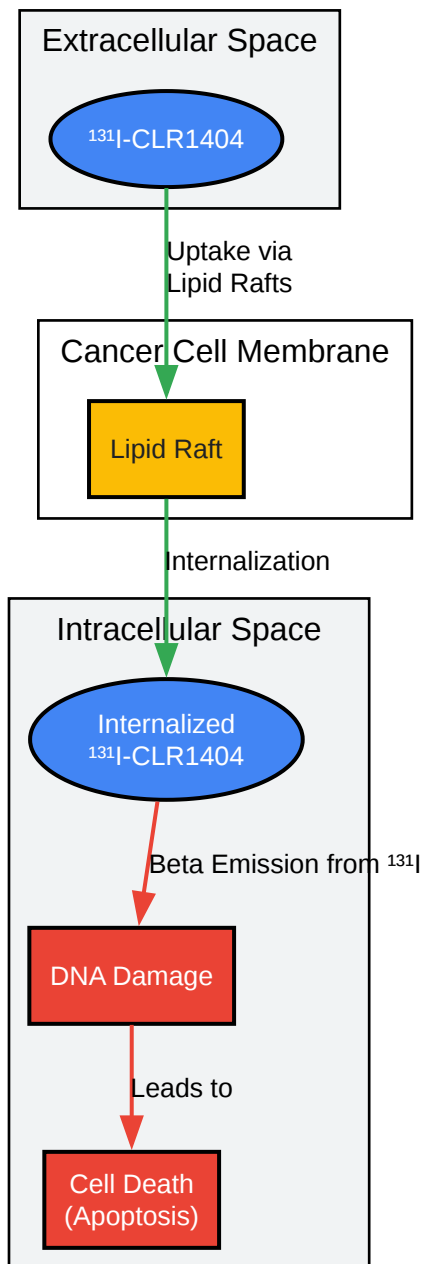 Extracellular Space
¹³¹I-CLR1404
Uptake via
Lipid Rafts
Cancer Cell Membrane
Lipid Raft
Internalization
Intracellular Space
Internalized
¹³¹I-CLR1404
Beta Emission from ¹³¹I
DNA Damage
Leads to
Cell Death
(Apoptosis)